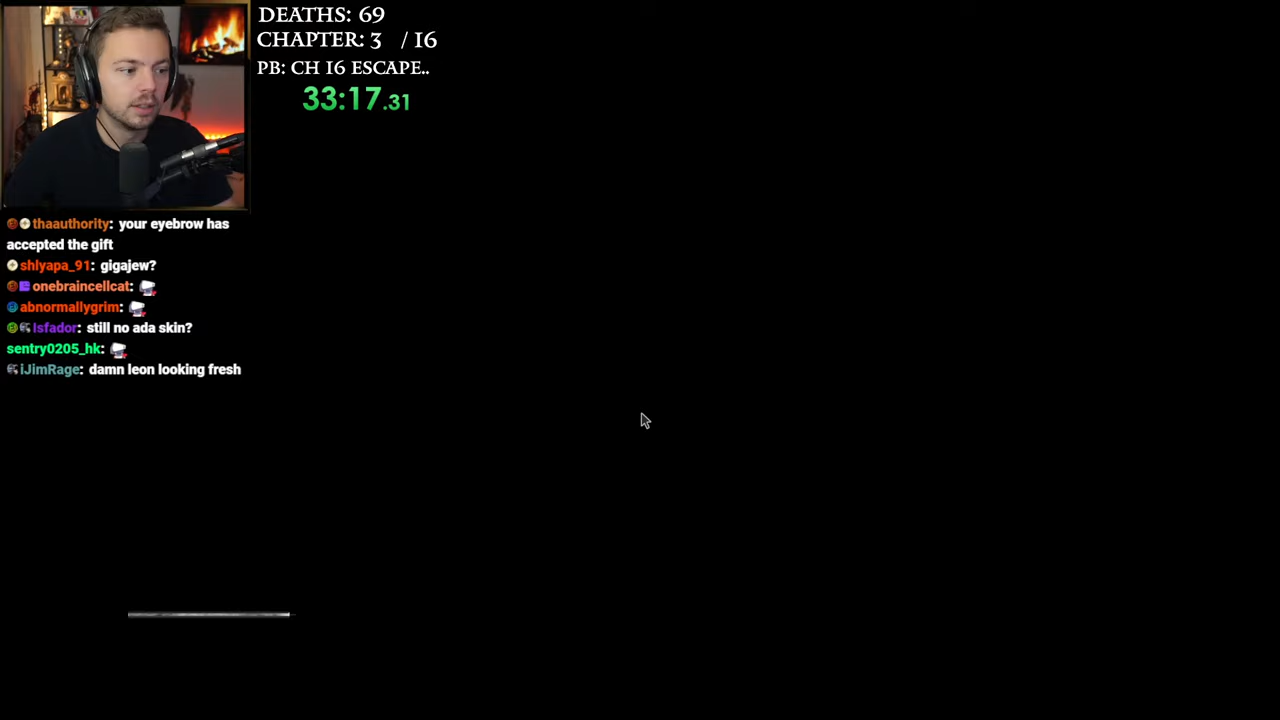 DEATHS: 69
CHAPTER: 3 / 16
PB: CH 16 ESCAPE..
33:17.31
thaauthority: your eyebrow has
accepted the gift
shlyapa_91: gigajew?
onebraincellcat:
abnormallygrim:
Isfador: still no ada skin?
sentry0205_hk:
iJimRage: damn leon looking fresh